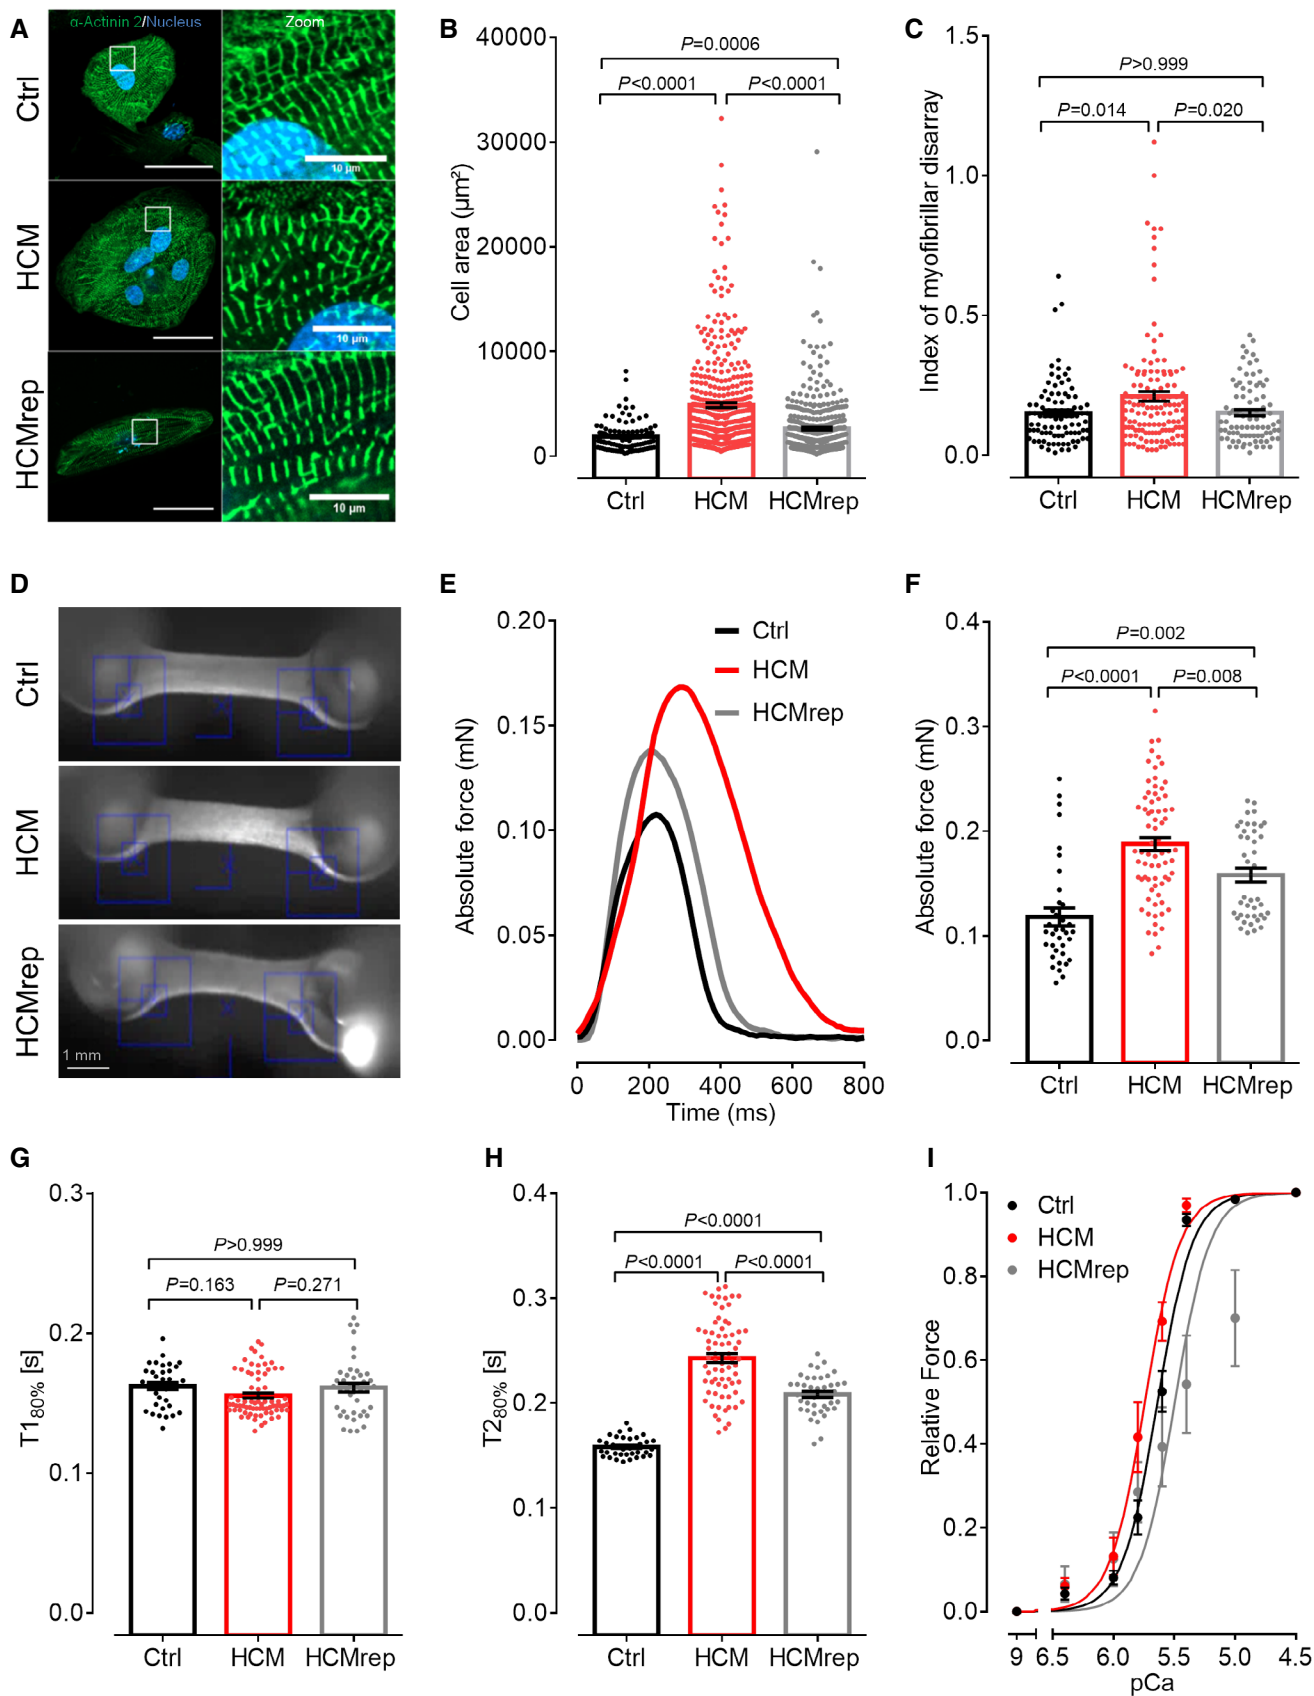 A
α-Actinin 2/Nucleus
Zoom
Ctrl
10 µm
HCM
10 µm
HCMrep
10 µm
B
Cell area (µm²)
40000
30000
20000
10000
0
P=0.0006
P<0.0001
P<0.0001
Ctrl
HCM
HCMrep
C
Index of myofibrillar disarray
1.5
1.0
0.5
0.0
P>0.999
P=0.014
P=0.020
Ctrl
HCM
HCMrep
D
Ctrl
HCM
HCMrep
1 mm
E
Absolute force (mN)
0.20
0.15
0.10
0.05
0.00
Ctrl
HCM
HCMrep
0 200 400 600 800
Time (ms)
F
Absolute force (mN)
0.4
0.3
0.2
0.1
0.0
P=0.002
P<0.0001
P=0.008
Ctrl
HCM
HCMrep
G
T180% [s]
0.3
0.2
0.1
0.0
P>0.999
P=0.163
P=0.271
Ctrl
HCM
HCMrep
H
T280% [s]
0.4
0.3
0.2
0.1
0.0
P<0.0001
P<0.0001
P<0.0001
Ctrl
HCM
HCMrep
I
Relative Force
1.0
0.8
0.6
0.4
0.2
0.0
Ctrl
HCM
HCMrep
9 6.5 6.0 5.5 5.0 4.5
pCa